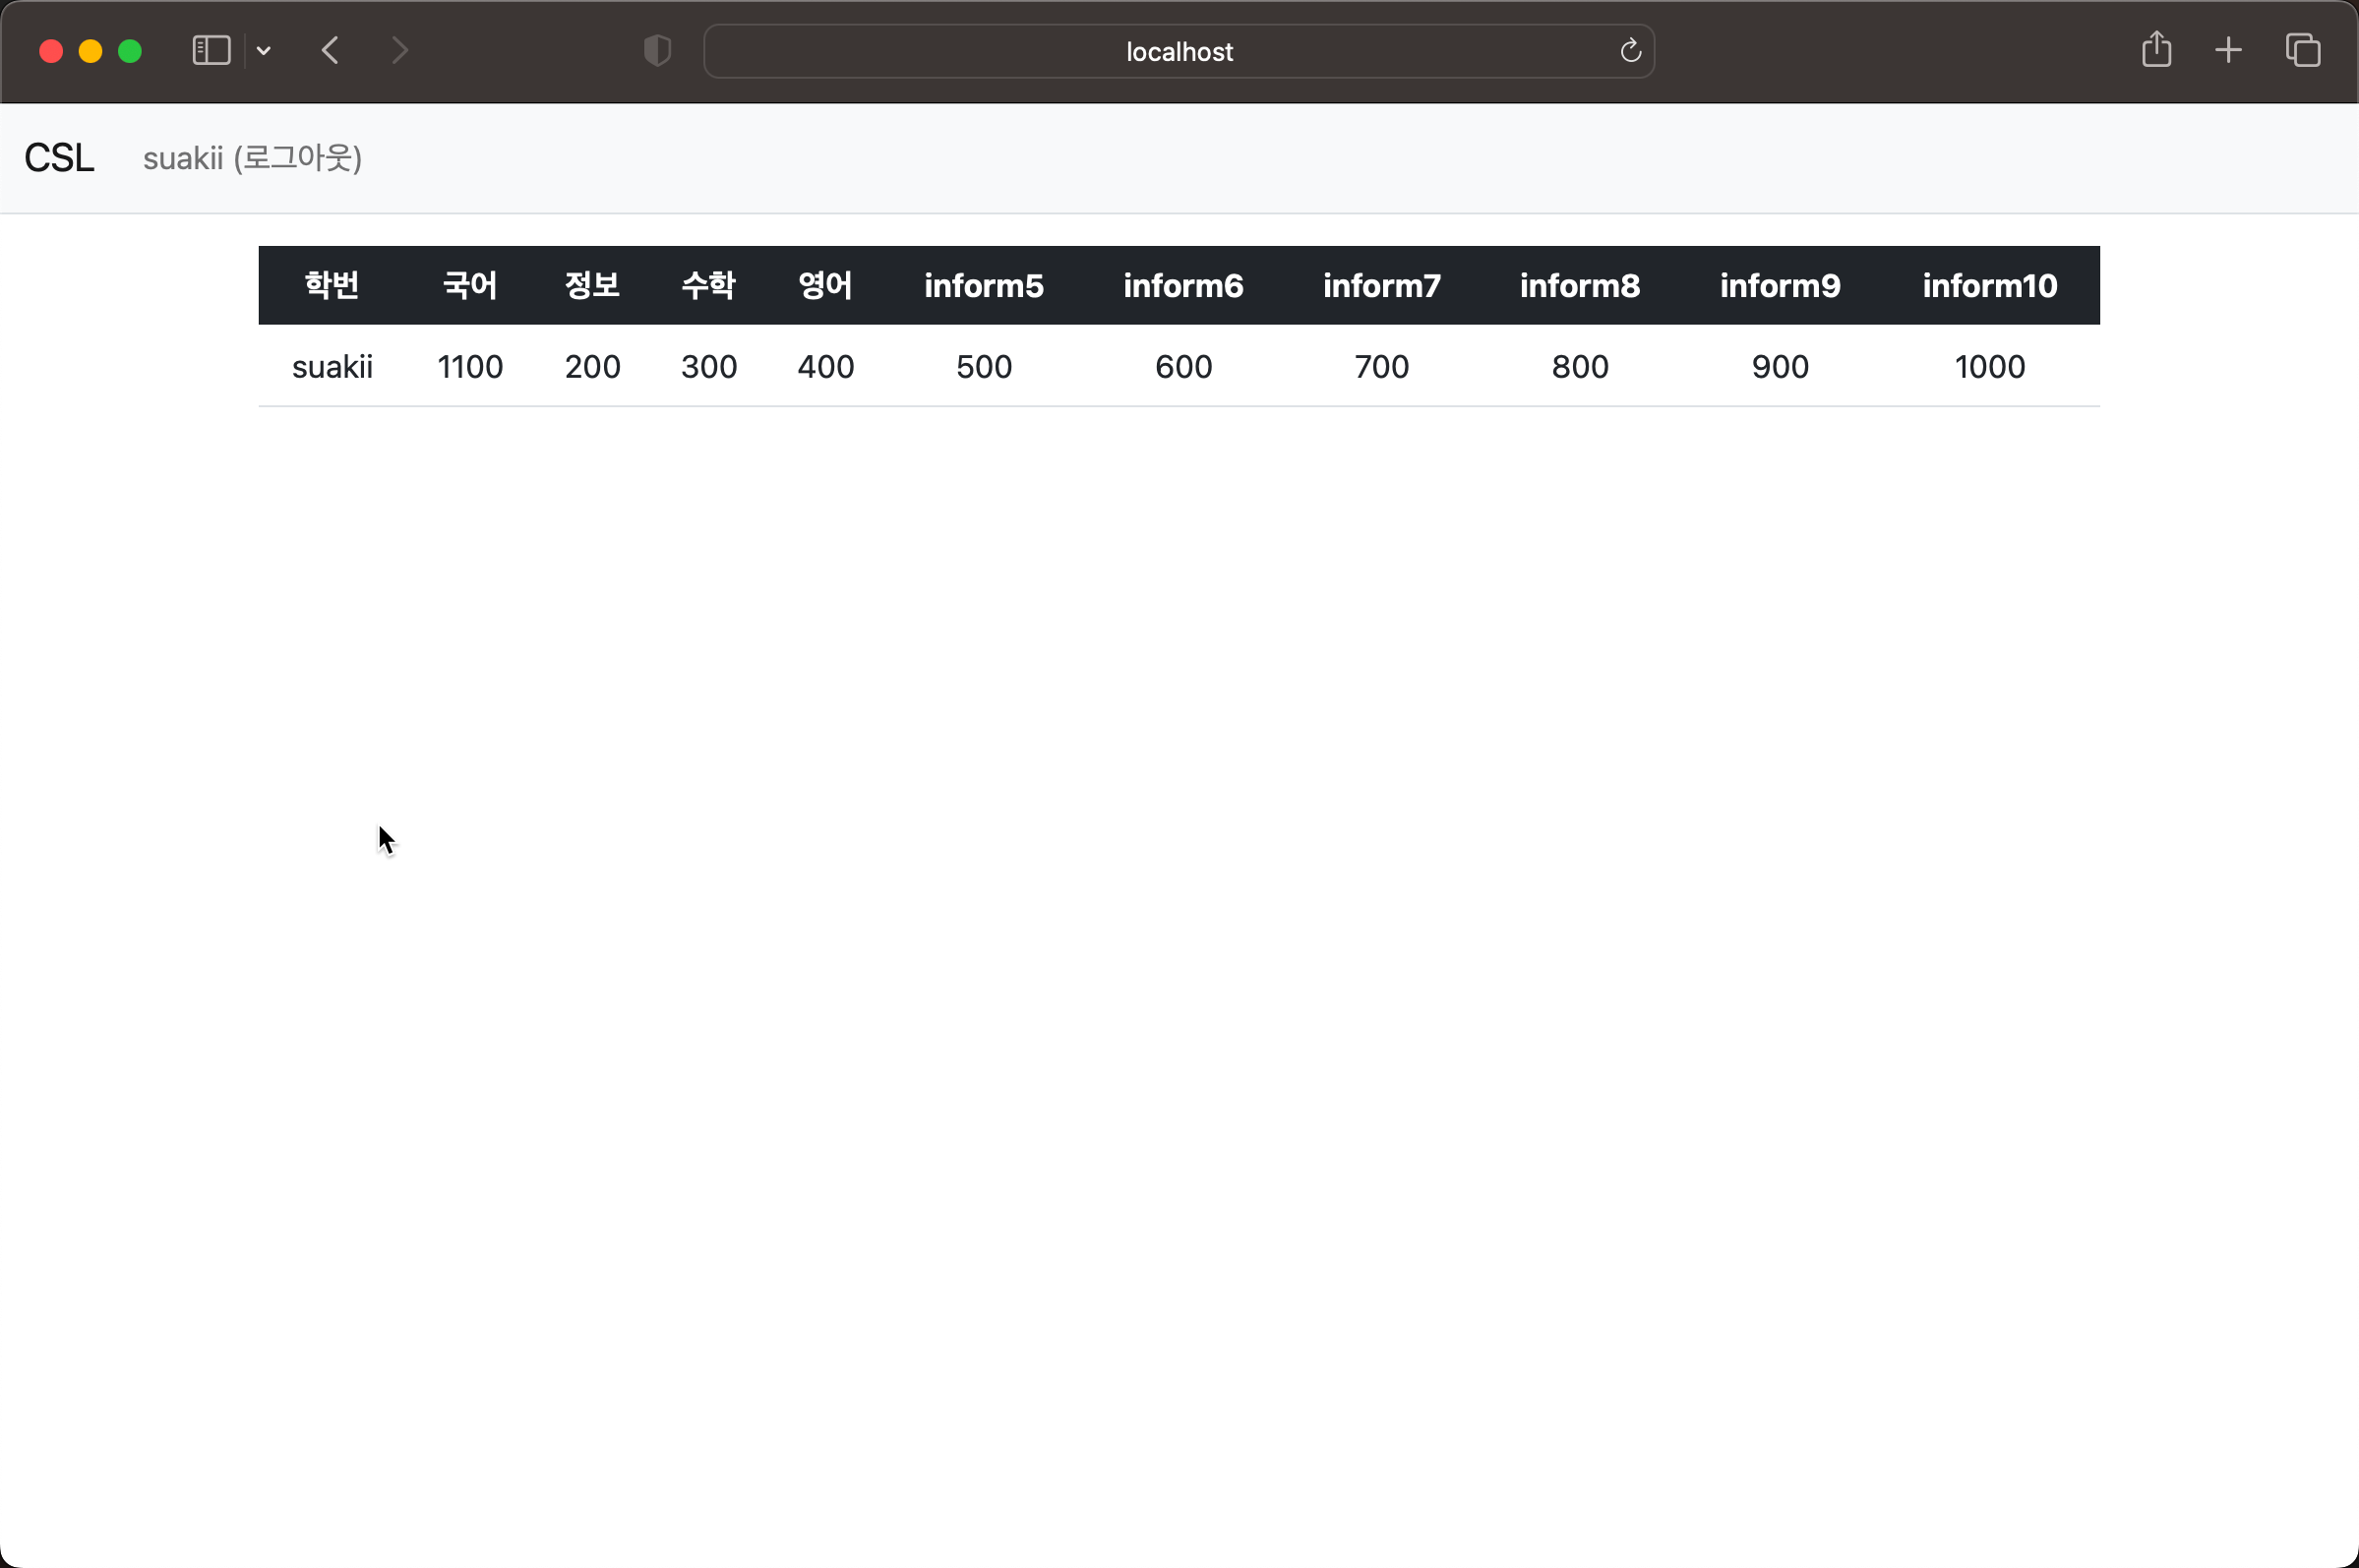 localhost
CSL suakii (로그아웃)
학번 국어 정보 수학 영어 inform5 inform6 inform7 inform8 inform9 inform10
suakii 1100 200 300 400 500 600 700 800 900 1000